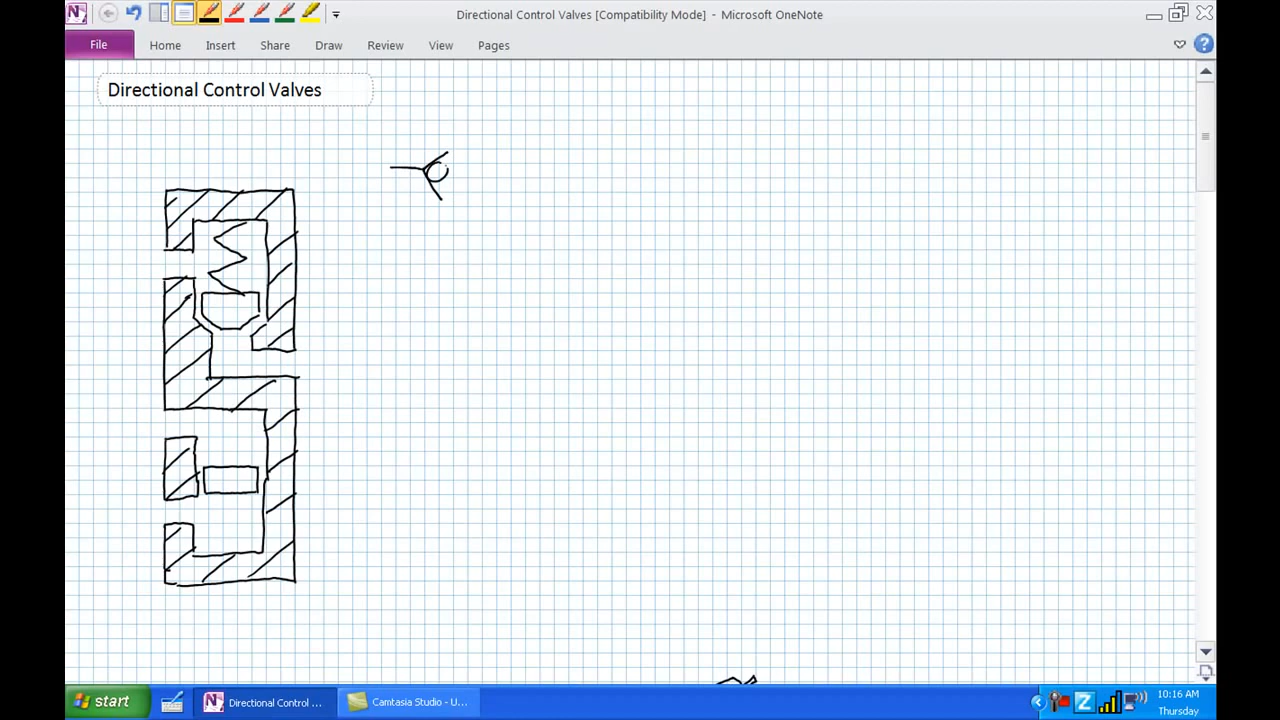 Directional Control Valves [Compatibility Mode] - Microsoft OneNote
File Home Insert Share Draw Review View Pages
Directional Control Valves
start Directional Control ... Camtasia Studio - U... 10:16 AM
Thursday